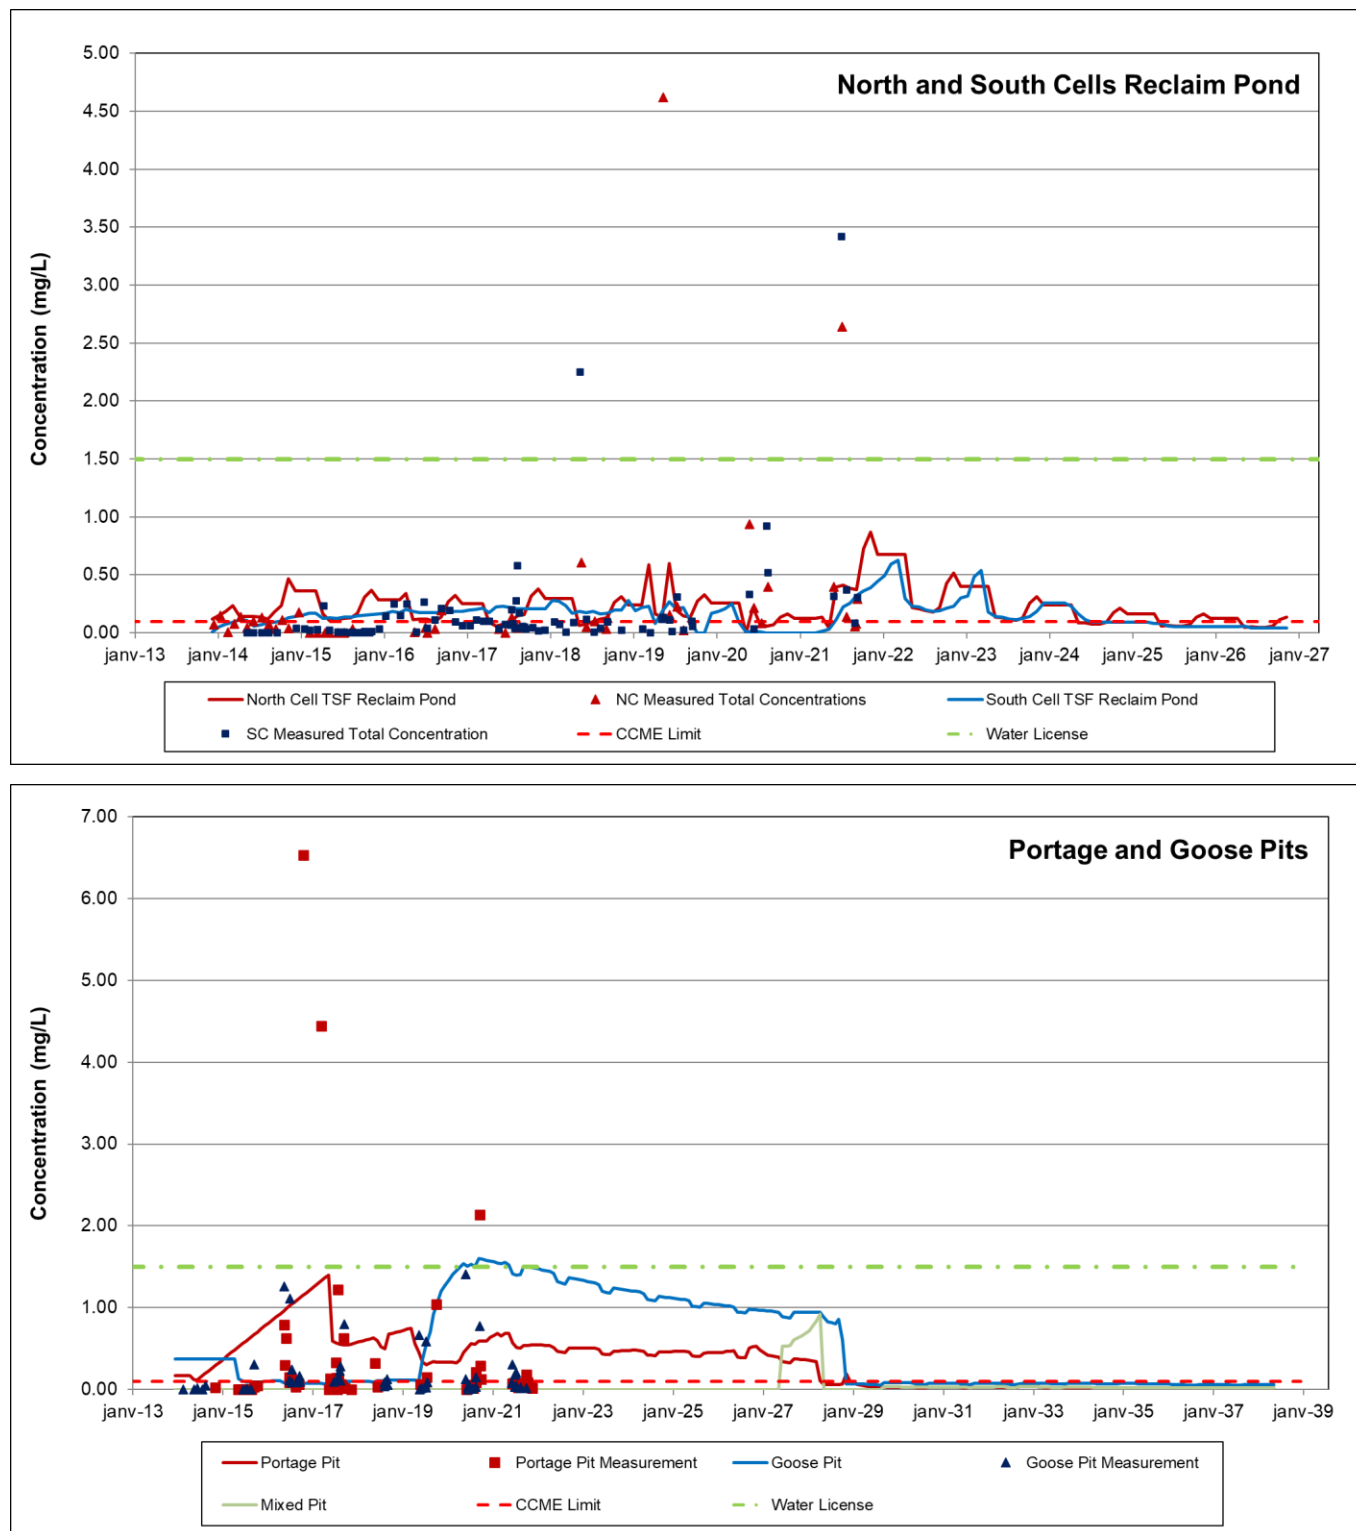 North and South Cells Reclaim Pond
Concentration (mg/L)
5.00
4.50
4.00
3.50
3.00
2.50
2.00
1.50
1.00
0.50
0.00
janv-13 janv-14 janv-15 janv-16 janv-17 janv-18 janv-19 janv-20 janv-21 janv-22 janv-23 janv-24 janv-25 janv-26 janv-27
North Cell TSF Reclaim Pond NC Measured Total Concentrations South Cell TSF Reclaim Pond
SC Measured Total Concentration CCME Limit Water License
Portage and Goose Pits
Concentration (mg/L)
7.00
6.00
5.00
4.00
3.00
2.00
1.00
0.00
janv-13 janv-15 janv-17 janv-19 janv-21 janv-23 janv-25 janv-27 janv-29 janv-31 janv-33 janv-35 janv-37 janv-39
Portage Pit Portage Pit Measurement Goose Pit Goose Pit Measurement
Mixed Pit CCME Limit Water License